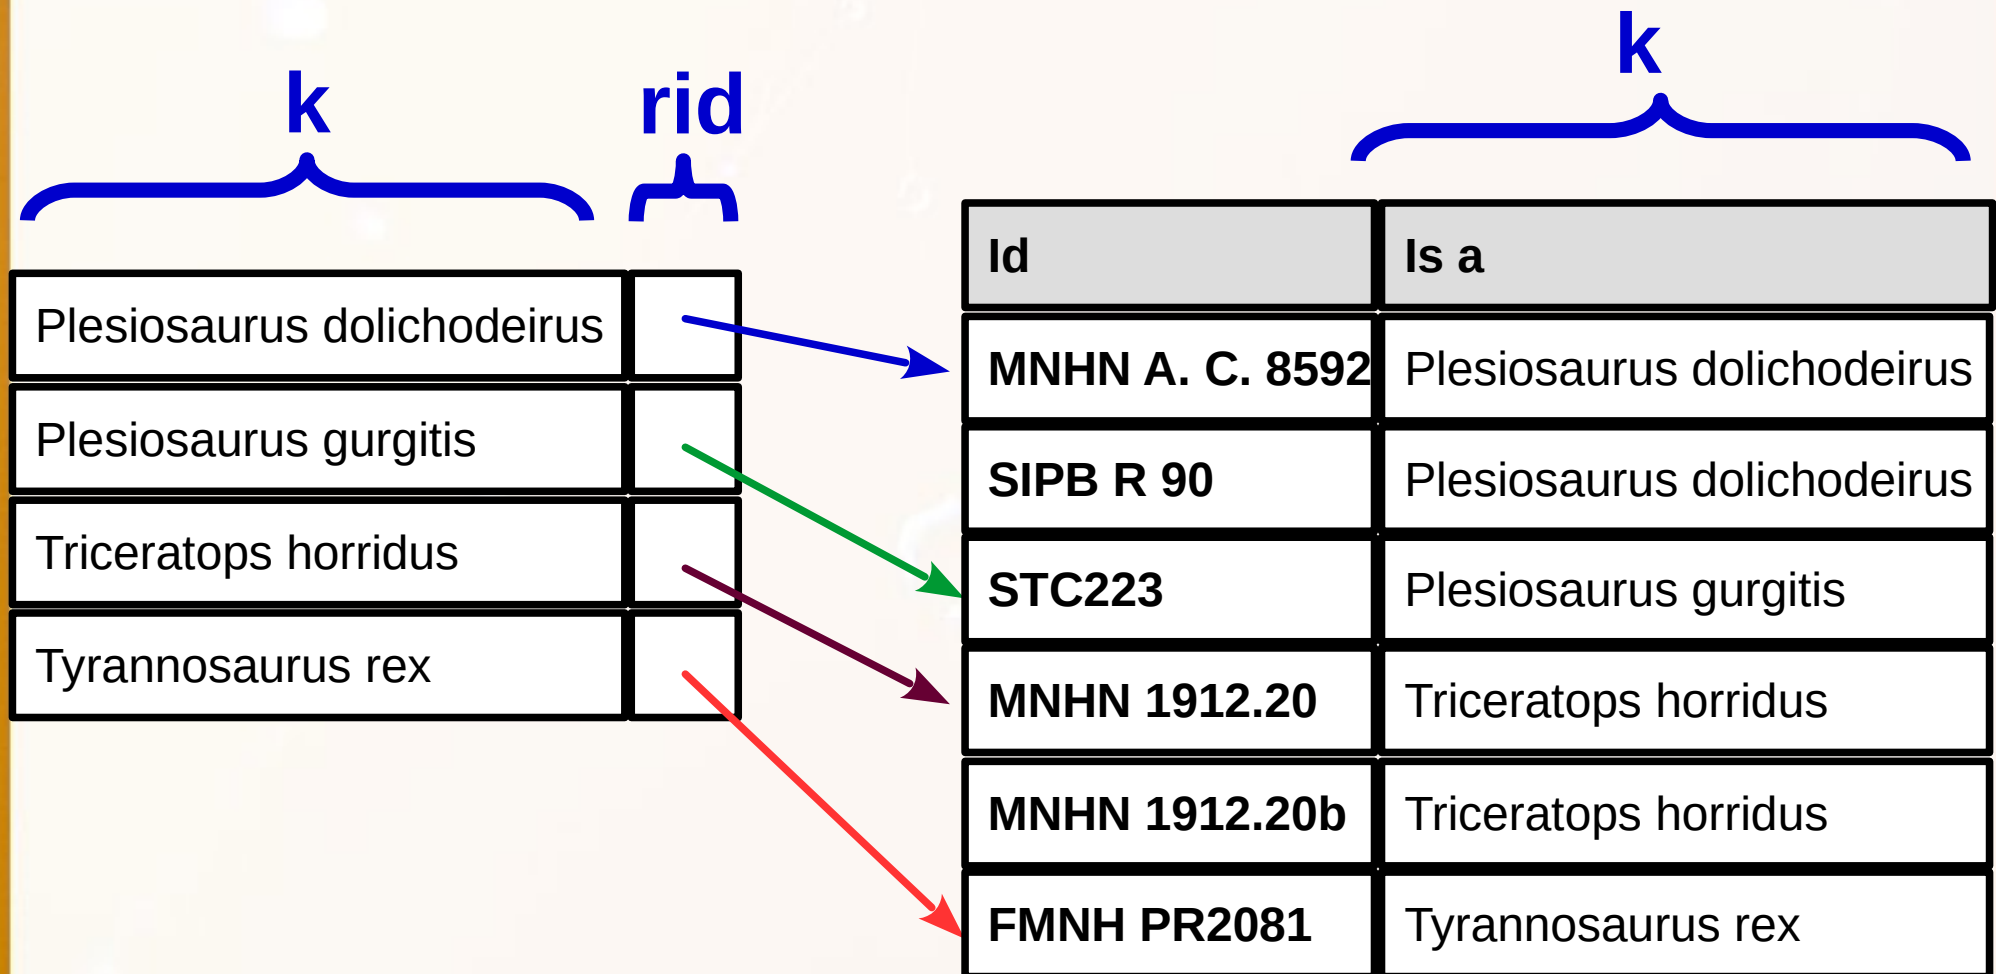 k
k
rid
Plesiosaurus dolichodeirus
Plesiosaurus gurgitis
Triceratops horridus
Tyrannosaurus rex
Id Is a
MNHN A. C. 8592 Plesiosaurus dolichodeirus
SIPB R 90 Plesiosaurus dolichodeirus
STC223 Plesiosaurus gurgitis
MNHN 1912.20 Triceratops horridus
MNHN 1912.20b Triceratops horridus
FMNH PR2081 Tyrannosaurus rex